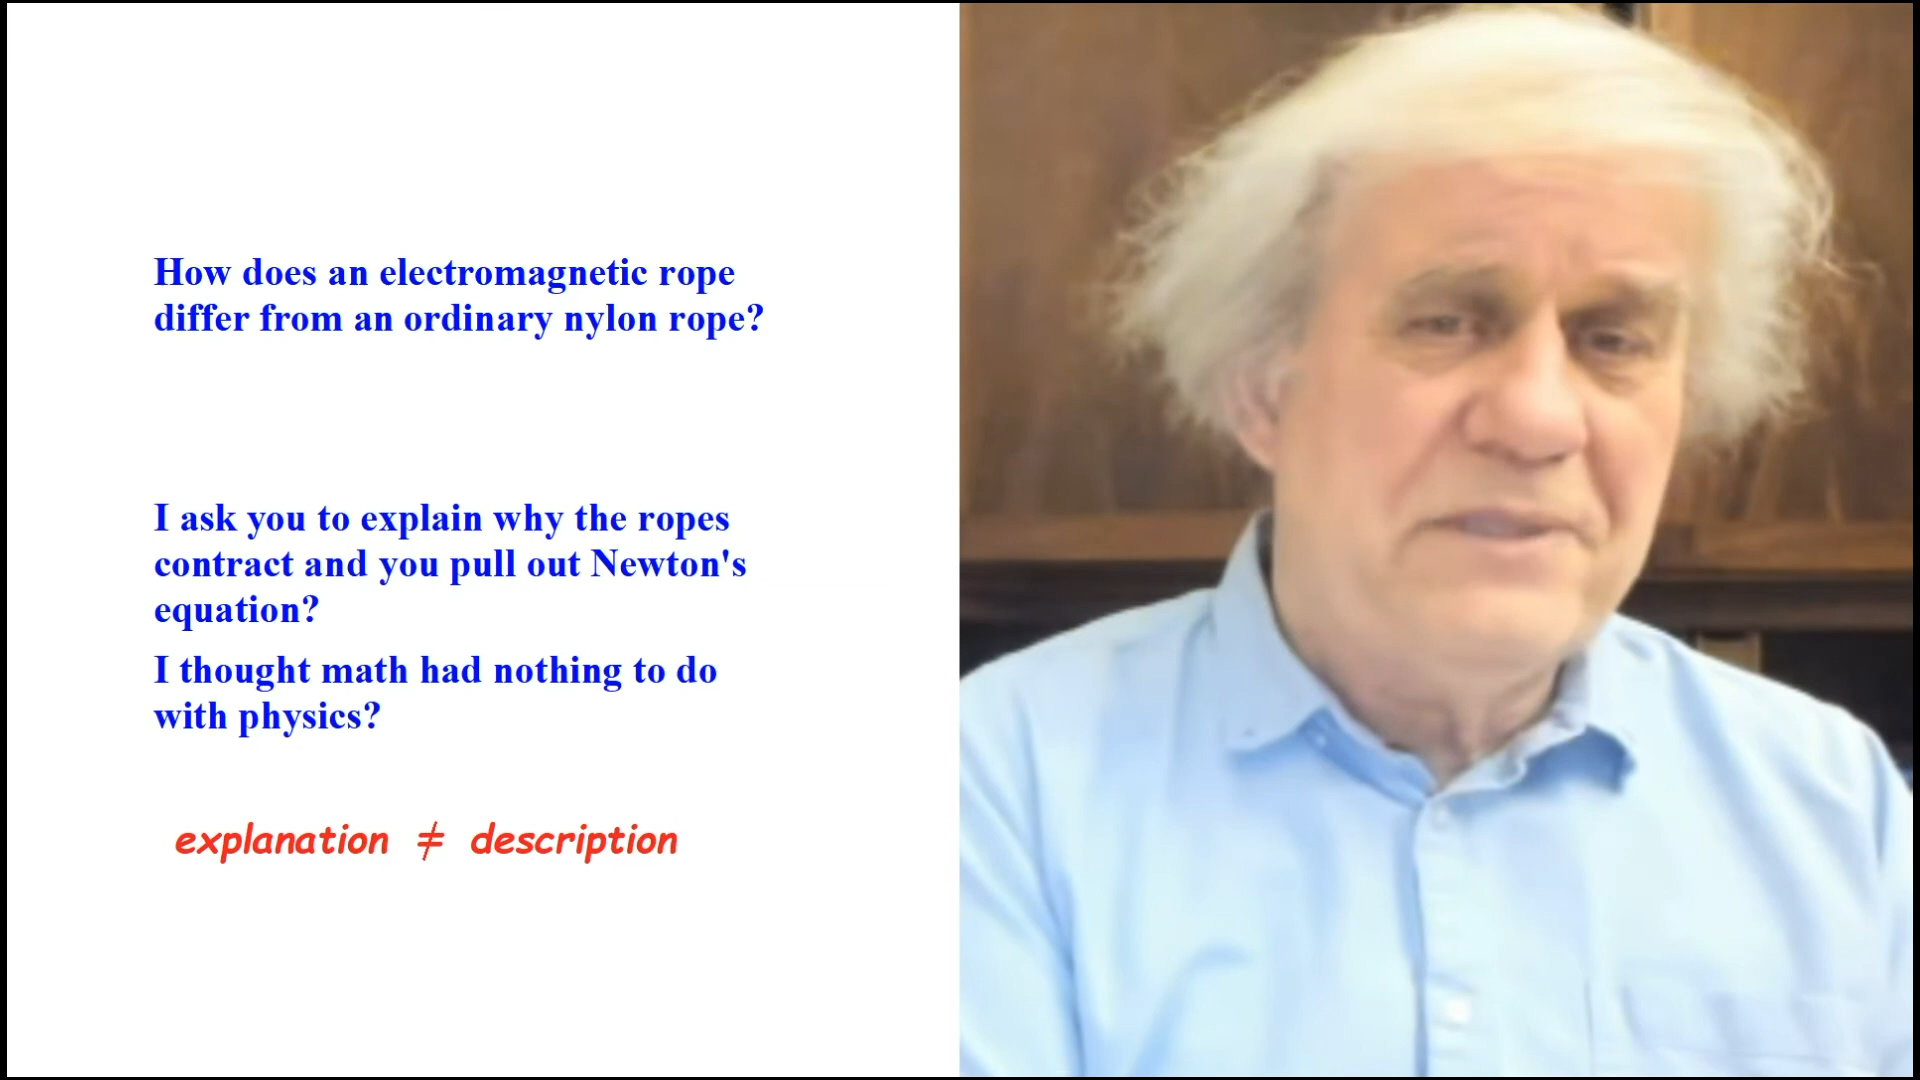 How does an electromagnetic rope
differ from an ordinary nylon rope?
I ask you to explain why the ropes
contract and you pull out Newton's
equation?
I thought math had nothing to do
with physics?
explanation ≠ description